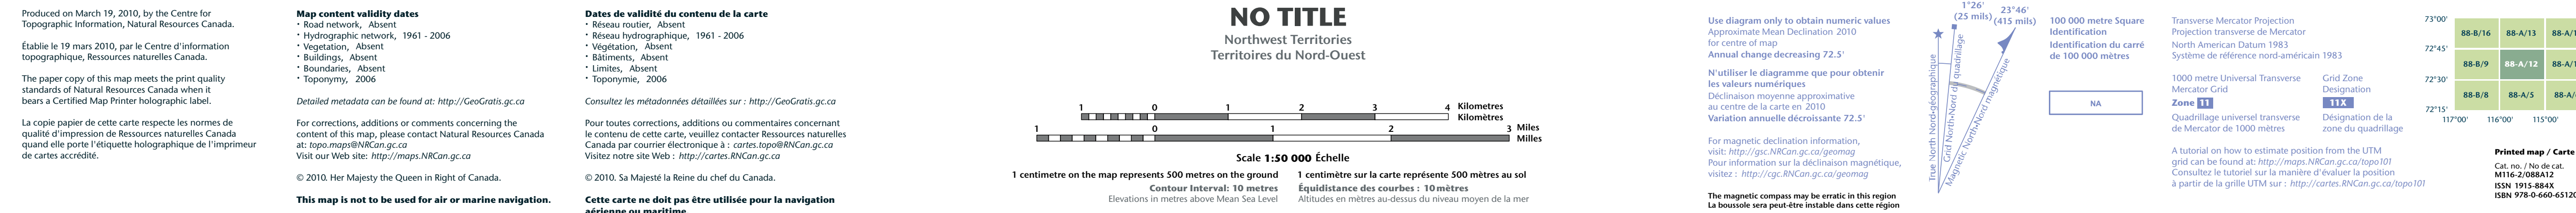 Produced on March 19, 2010, by the Centre for
Topographic Information, Natural Resources Canada.
Établie le 19 mars 2010, par le Centre d'information
topographique, Ressources naturelles Canada.
The paper copy of this map meets the print quality
standards of Natural Resources Canada when it
bears a Certified Map Printer holographic label.
La copie papier de cette carte respecte les normes de
qualité d'impression de Ressources naturelles Canada
quand elle porte l'étiquette holographique de l'imprimeur
de cartes accrédité.
Map content validity dates
• Road network, Absent
• Hydrographic network, 1961 - 2006
• Vegetation, Absent
• Buildings, Absent
• Boundaries, Absent
• Toponymy, 2006
Detailed metadata can be found at: http://GeoGratis.gc.ca
For corrections, additions or comments concerning the
content of this map, please contact Natural Resources Canada
at: topo.maps@NRCan.gc.ca
Visit our Web site: http://maps.NRCan.gc.ca
© 2010. Her Majesty the Queen in Right of Canada.
This map is not to be used for air or marine navigation.
Dates de validité du contenu de la carte
• Réseau routier, Absent
• Réseau hydrographique, 1961 - 2006
• Végétation, Absent
• Bâtiments, Absent
• Limites, Absent
• Toponymie, 2006
Consultez les métadonnées détaillées sur : http://GeoGratis.gc.ca
Pour toutes corrections, additions ou commentaires concernant
le contenu de cette carte, veuillez contacter Ressources naturelles
Canada par courrier électronique à : cartes.topo@RNCan.gc.ca
Visitez notre site Web : http://cartes.RNCan.gc.ca
© 2010. Sa Majesté la Reine du chef du Canada.
Cette carte ne doit pas être utilisée pour la navigation
aérienne ou maritime.
NO TITLE
Northwest Territories
Territoires du Nord-Ouest
1 0 1 2 3 4 Kilometres
Kilomètres
1 0 1 2 3 Miles
Milles
Scale 1:50 000 Échelle
1 centimetre on the map represents 500 metres on the ground
1 centimètre sur la carte représente 500 mètres au sol
Contour Interval: 10 metres
Équidistance des courbes : 10 mètres
Elevations in metres above Mean Sea Level
Altitudes en mètres au-dessus du niveau moyen de la mer
Use diagram only to obtain numeric values
Approximate Mean Declination 2010
for centre of map
Annual change decreasing 72.5'
N'utiliser le diagramme que pour obtenir
les valeurs numériques
Déclinaison moyenne approximative
au centre de la carte en 2010
Variation annuelle décroissante 72.5'
For magnetic declination information,
visit: http://gsc.NRCan.gc.ca/geomag
Pour information sur la déclinaison magnétique,
visitez : http://cgc.RNCan.gc.ca/geomag
The magnetic compass may be erratic in this region
La boussole sera peut-être instable dans cette région
1°26'
(25 mils)
23°46'
(415 mils)
True North•Nord•géographique
Grid North•Nord du quadrillage
Magnetic North•Nord magnétique
100 000 metre Square
Identification
Identification du carré
de 100 000 mètres
NA
Transverse Mercator Projection
Projection transverse de Mercator
North American Datum 1983
Système de référence nord-américain 1983
1000 metre Universal Transverse
Mercator Grid
Zone 11
Quadrillage universel transverse
de Mercator de 1000 mètres
Grid Zone
Designation
11X
Désignation de la
zone du quadrillage
A tutorial on how to estimate position from the UTM
grid can be found at: http://maps.NRCan.gc.ca/topo101
Consultez le tutoriel sur la manière d'évaluer la position
à partir de la grille UTM sur : http://cartes.RNCan.gc.ca/topo101
73°00'
72°45'
72°30'
72°15'
88-B/16 88-A/13
88-B/9 88-A/12
88-B/8 88-A/5
117°00' 116°00' 115°00'
Printed map / Carte
Cat. no. / No de cat.
M116-2/088A12
ISSN 1915-884X
ISBN 978-0-660-6512